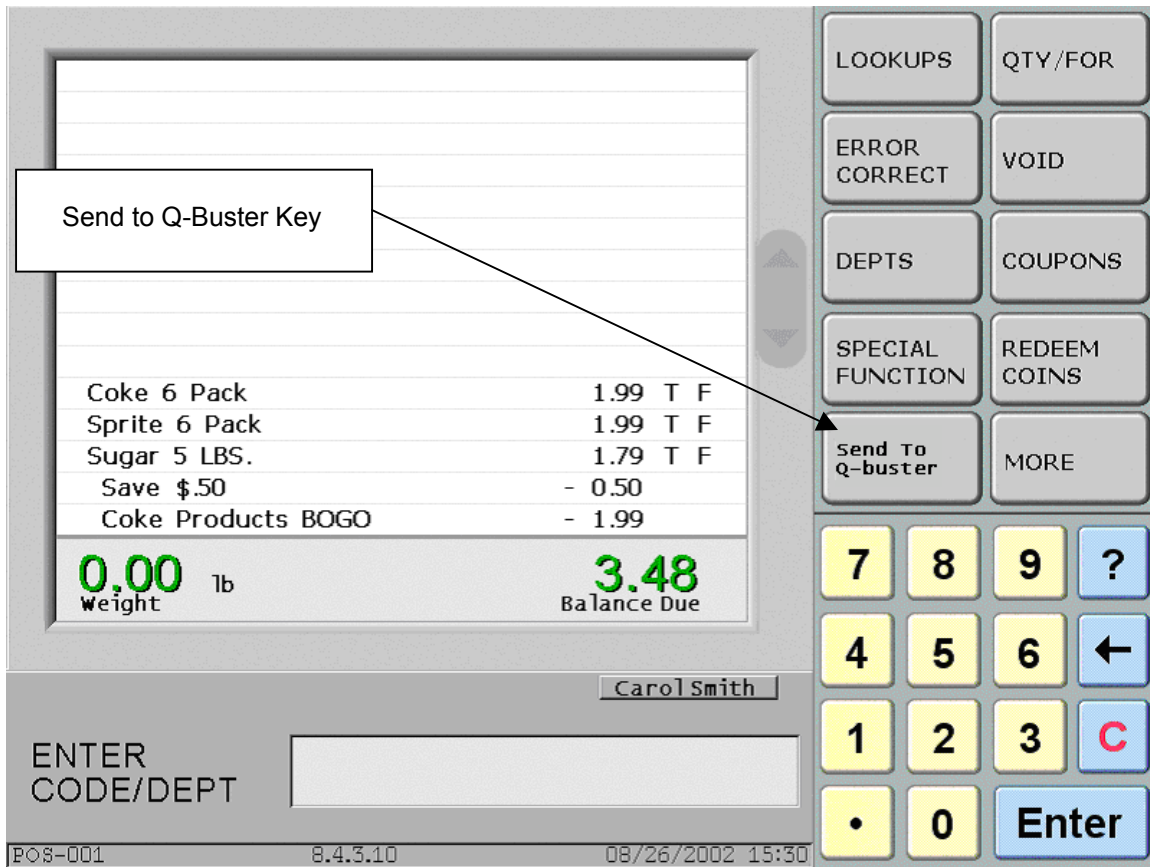 Send to Q-Buster Key
Coke 6 Pack 1.99 T F
Sprite 6 Pack 1.99 T F
Sugar 5 LBS. 1.79 T F
Save $.50 - 0.50
Coke Products BOGO - 1.99
0.00 lb
Weight
3.48
Balance Due
Carol Smith
ENTER
CODE/DEPT
POS-001 8.4.3.10 08/26/2002 15:30
LOOKUPS
QTY/FOR
ERROR
CORRECT
VOID
DEPTS
COUPONS
SPECIAL
FUNCTION
REDEEM
COINS
Send To
Q-buster
MORE
7 8 9 ?
4 5 6 ←
1 2 3 C
• 0 Enter